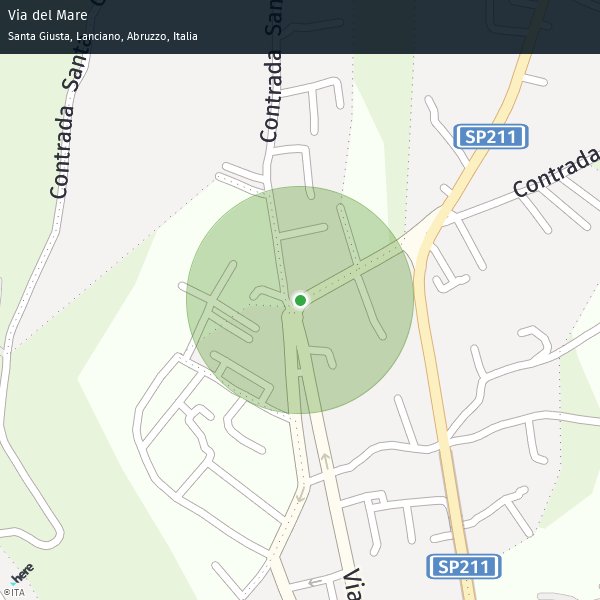 Via del Mare
Santa Giusta, Lanciano, Abruzzo, Italia
Contrada Santa
Contrada San
SP211
Contrada
SP211
Via
here
©ITA